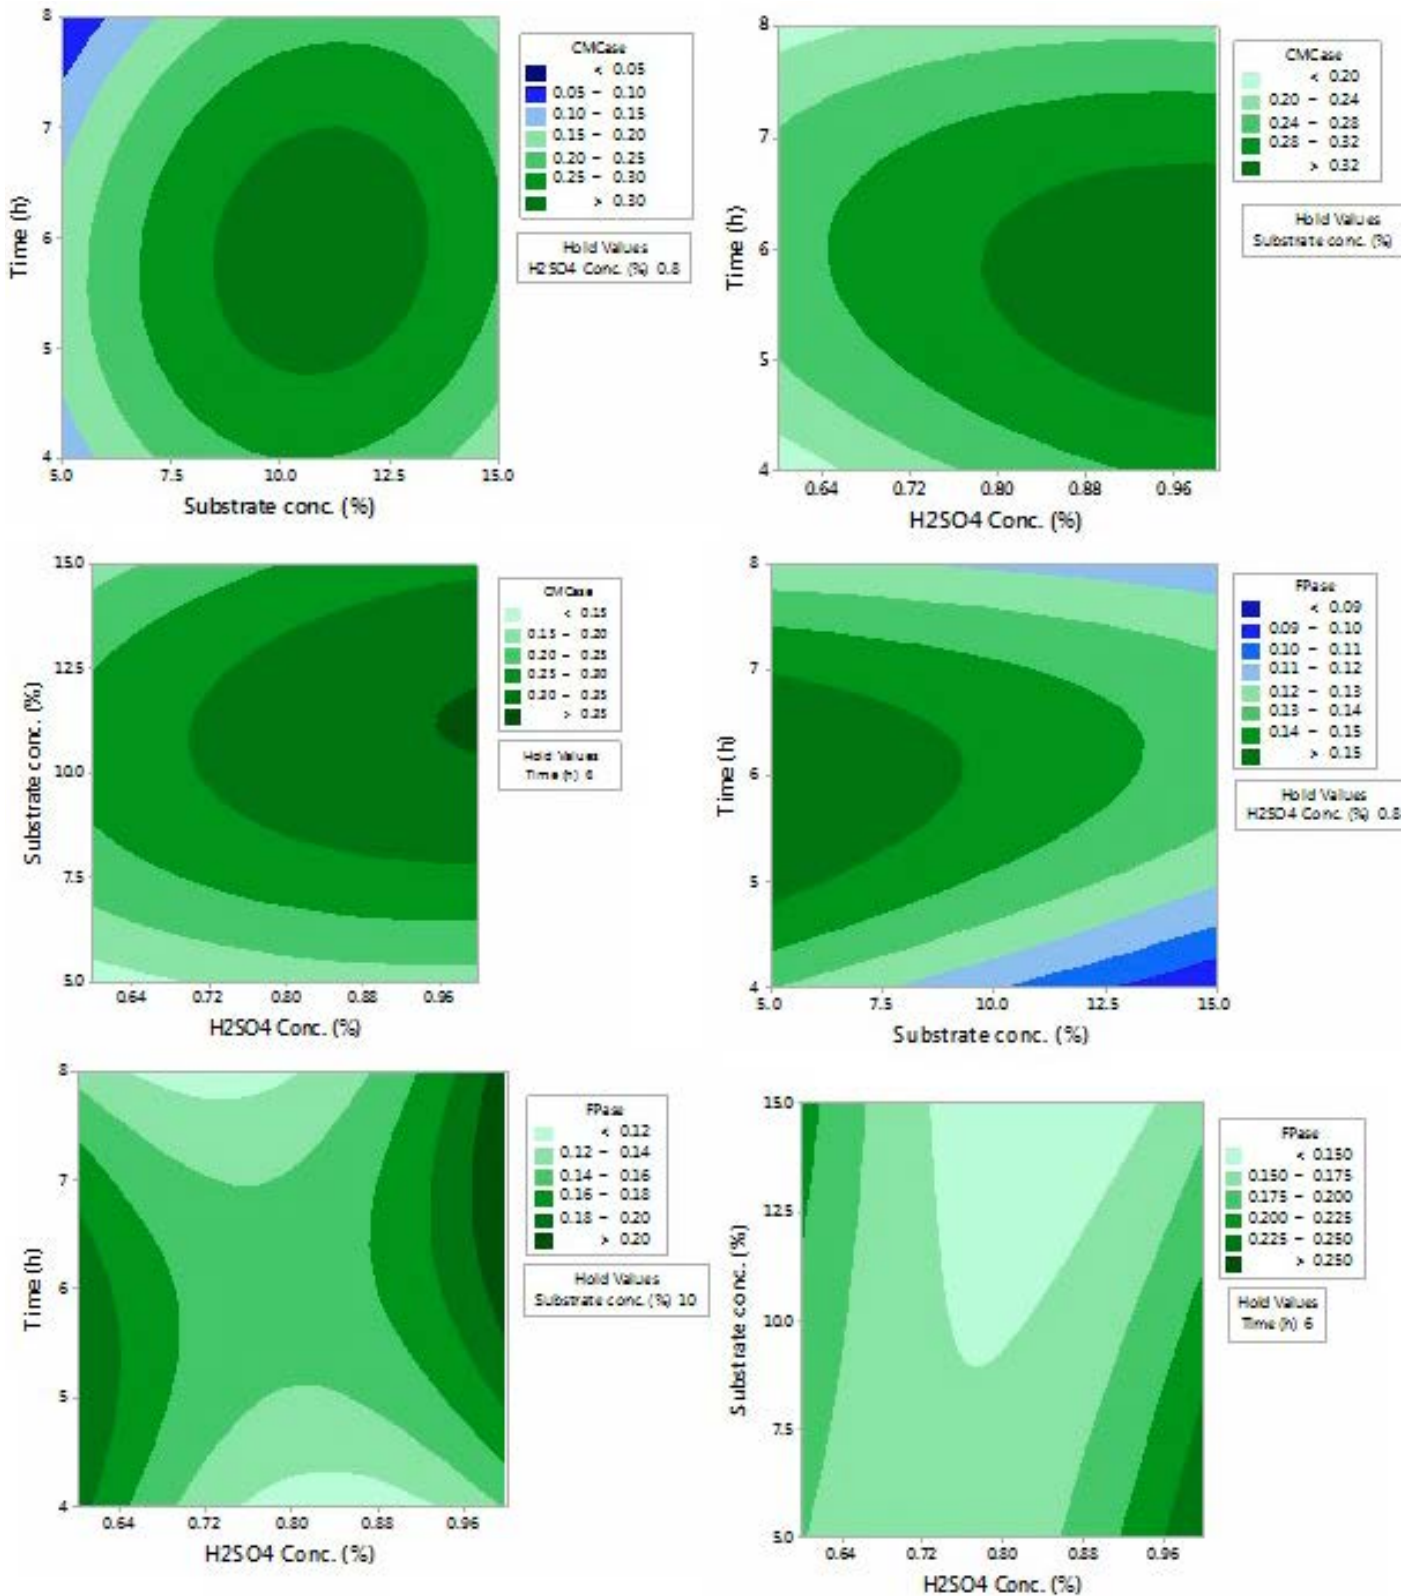 8
7
6
5
4
Time (h)
5.0 7.5 10.0 12.5 15.0
Substrate conc. (%)
CMCase
< 0.05
0.05 – 0.10
0.10 – 0.15
0.15 – 0.20
0.20 – 0.25
0.25 – 0.30
> 0.30
Hold Values
H2SO4 Conc. (%) 0.8
8
7
6
5
4
Time (h)
0.64 0.72 0.80 0.88 0.96
H2SO4 Conc. (%)
CMCase
< 0.20
0.20 – 0.24
0.24 – 0.28
0.28 – 0.32
> 0.32
Hold Values
Substrate conc. (%)
15.0
12.5
10.0
7.5
5.0
Substrate conc. (%)
0.64 0.72 0.80 0.88 0.96
H2SO4 Conc. (%)
CMCase
< 0.15
0.15 – 0.20
0.20 – 0.25
Hold Values
Time (h) 6
8
7
6
5
4
Time (h)
5.0 7.5 10.0 12.5 15.0
Substrate conc. (%)
FPase
< 0.09
0.09 – 0.10
0.10 – 0.11
0.11 – 0.12
0.12 – 0.13
0.13 – 0.14
0.14 – 0.15
> 0.15
Hold Values
H2SO4 Conc. (%) 0.8
8
7
6
5
4
Time (h)
0.64 0.72 0.80 0.88 0.96
H2SO4 Conc. (%)
FPase
< 0.12
0.12 – 0.14
0.14 – 0.16
0.16 – 0.18
0.18 – 0.20
> 0.20
Hold Values
Substrate conc. (%) 10
15.0
12.5
10.0
7.5
5.0
Substrate conc. (%)
0.64 0.72 0.80 0.88 0.96
H2SO4 Conc. (%)
FPase
< 0.150
0.150 – 0.175
0.175 – 0.200
0.200 – 0.225
0.225 – 0.250
> 0.250
Hold Values
Time (h) 6